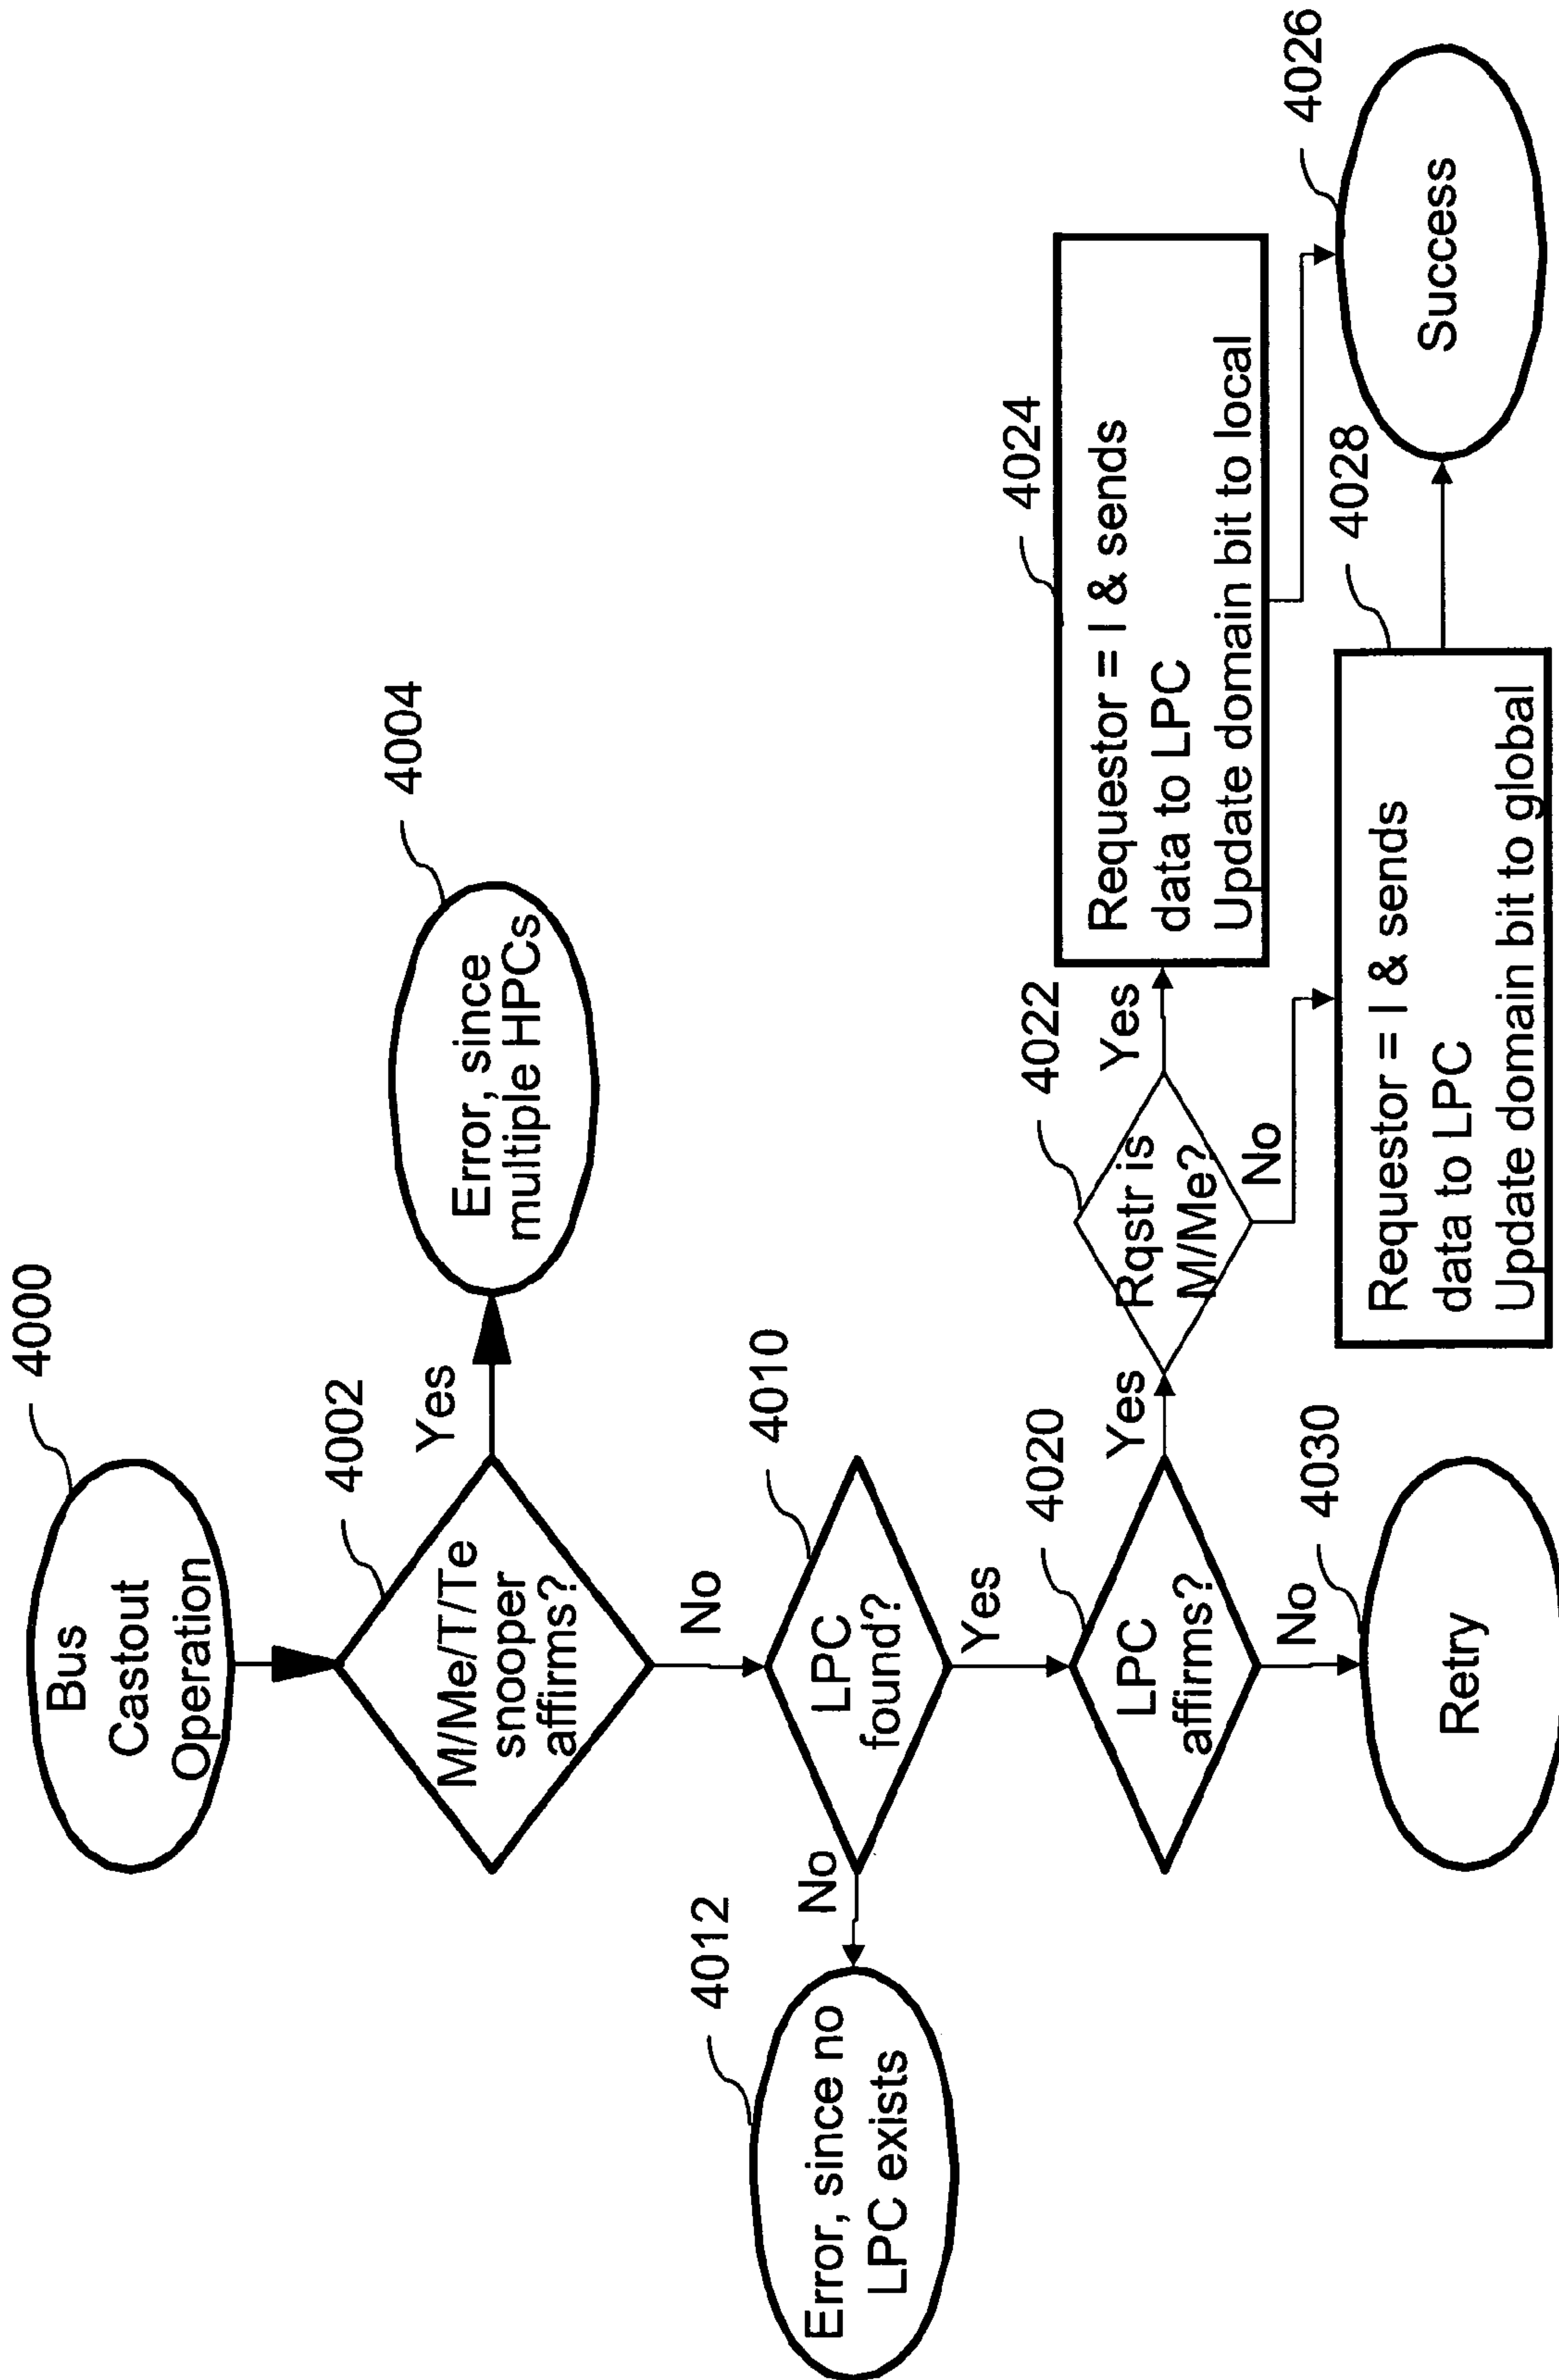 4000
Bus
Castout
Operation
4002
M/Me/T/Te
snooper
affirms?
Yes
4004
Error, since
multiple HPCs
No
4010
LPC
found?
No
4012
Error, since no
LPC exists
Yes
4020
LPC
affirms?
Yes
4022
Rqstr is
M/Me?
Yes
4024
Requestor = I & sends
data to LPC
Update domain bit to local
4026
Success
No
4028
Requestor = I & sends
data to LPC
Update domain bit to global
No
4030
Retry